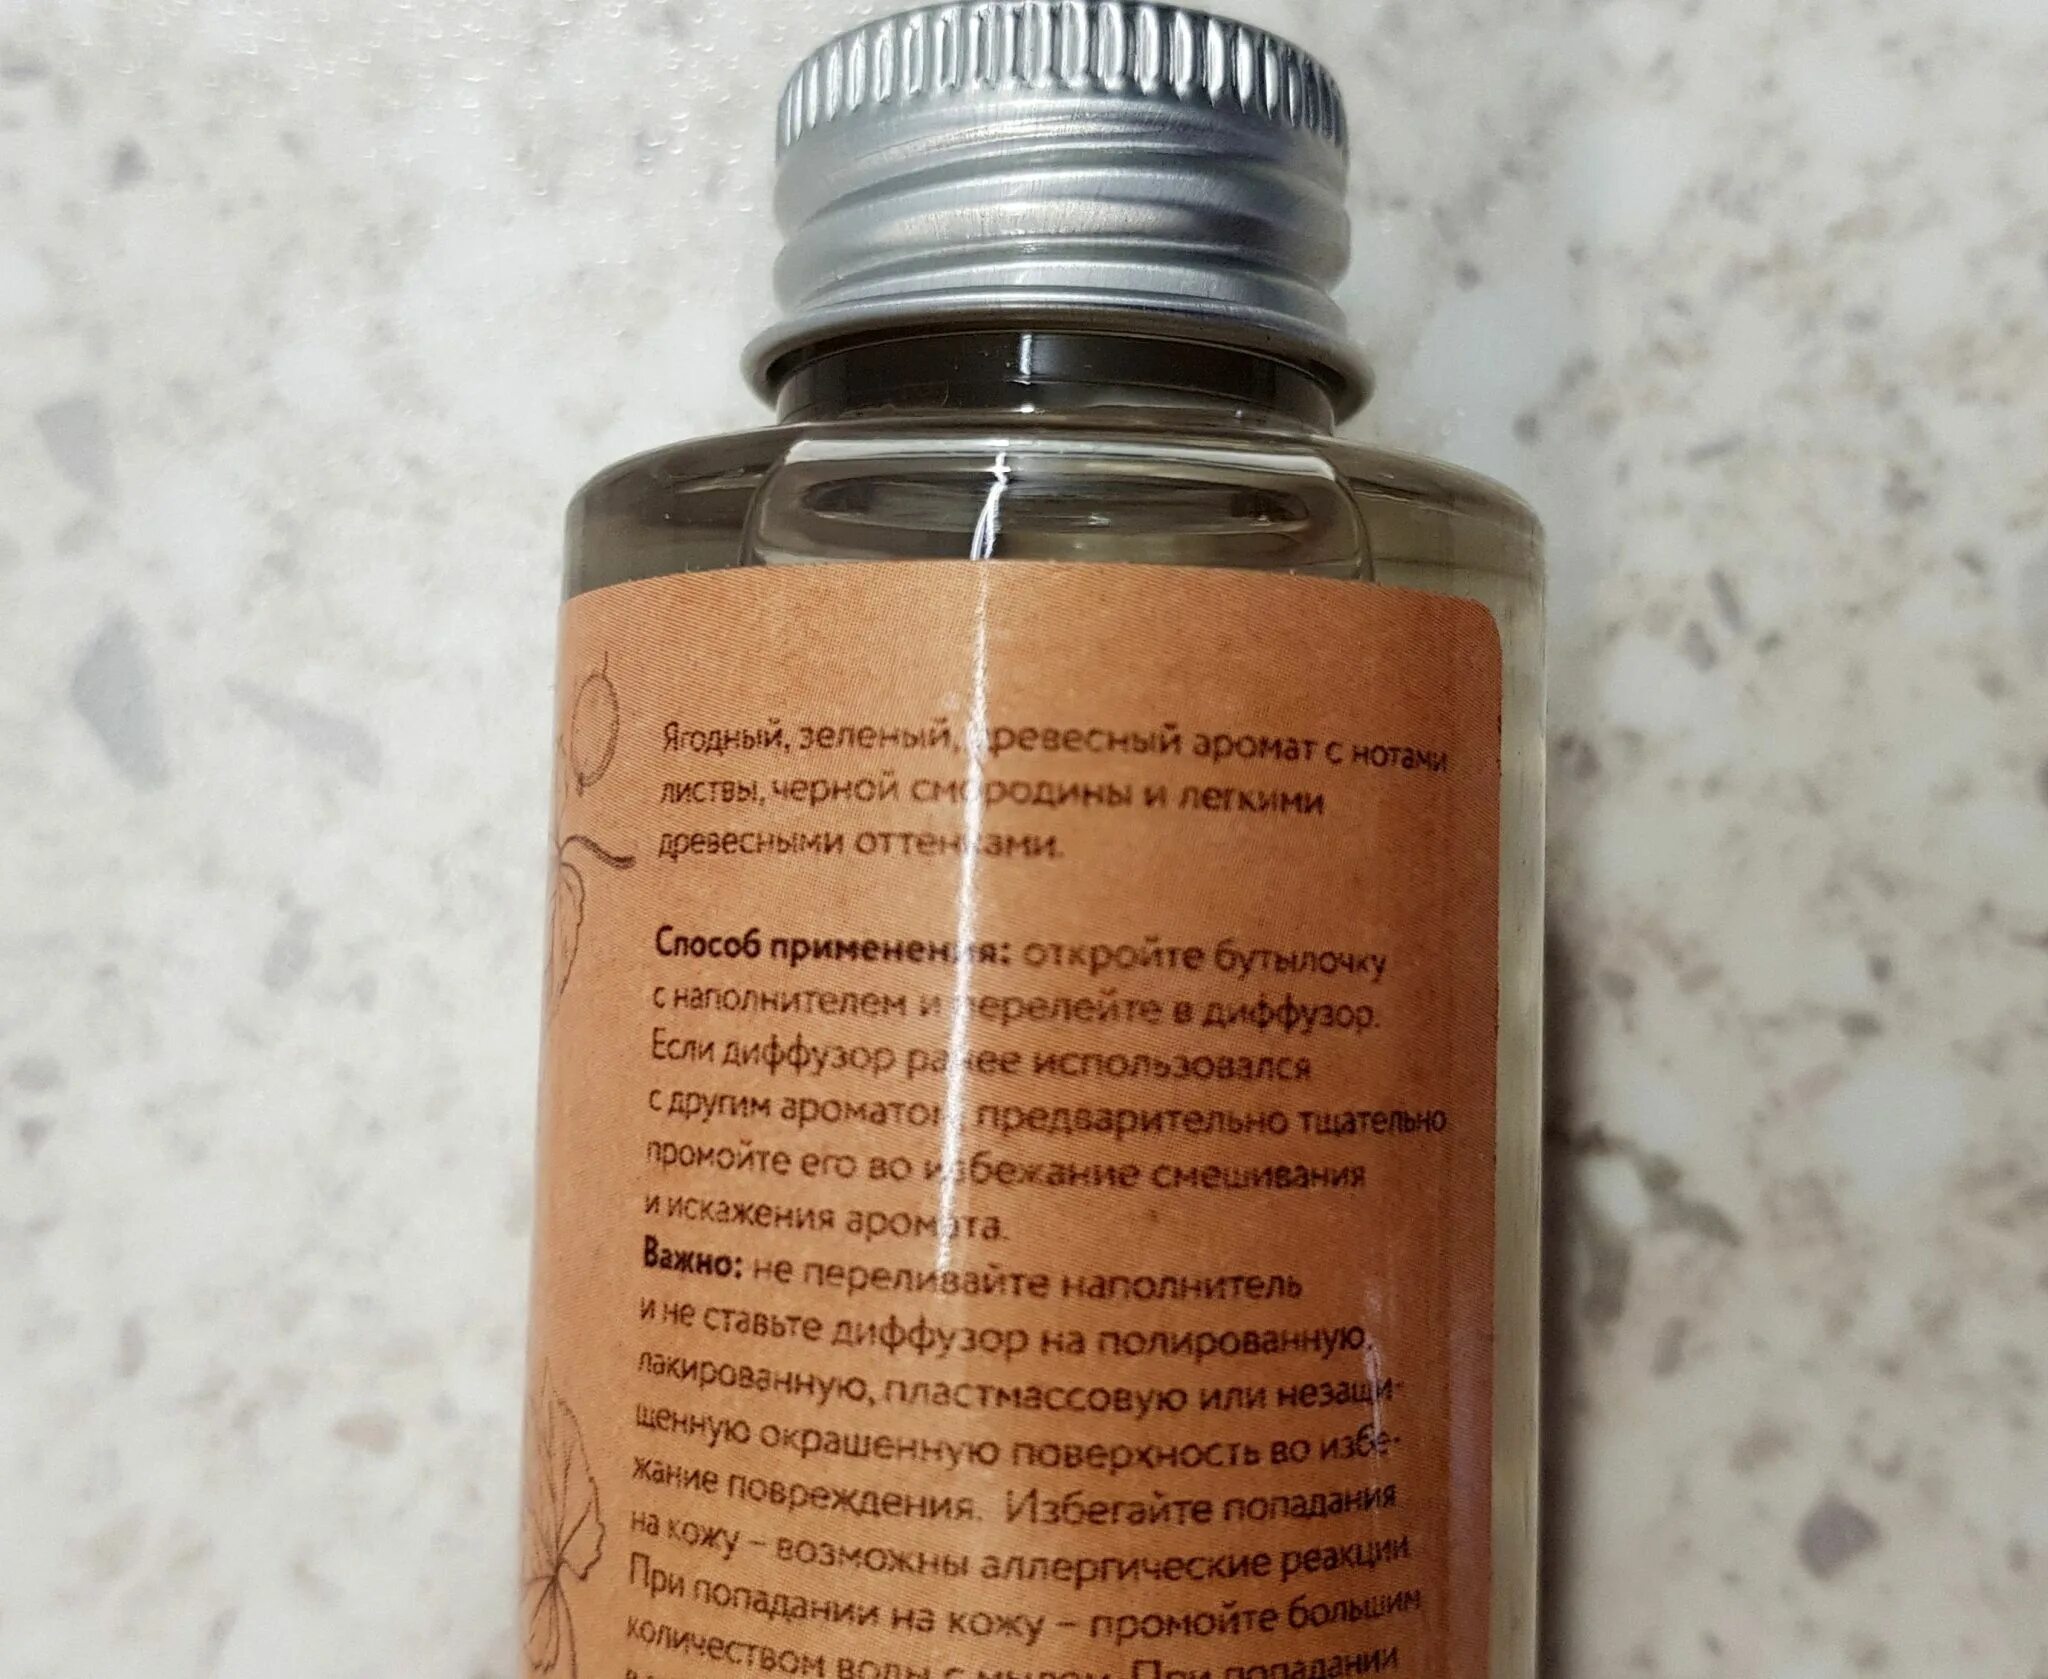 Ягодный, зеленый, древесный аромат с нотами
листвы, черной смородины и легкими
древесными оттенками.
Способ применения: откройте бутылочку
с наполнителем и перелейте в диффузор.
Если диффузор ранее использовался
с другим ароматом, предварительно тщательно
промойте его во избежание смешивания
и искажения аромата.
Важно: не переливайте наполнитель
и не ставьте диффузор на полированную,
лакированную, пластмассовую или незащи-
щенную окрашенную поверхность во избе-
жание повреждения. Избегайте попадания
на кожу – возможны аллергические реакции
При попадании на кожу – промойте большим
количеством воды с мылом. При попадании